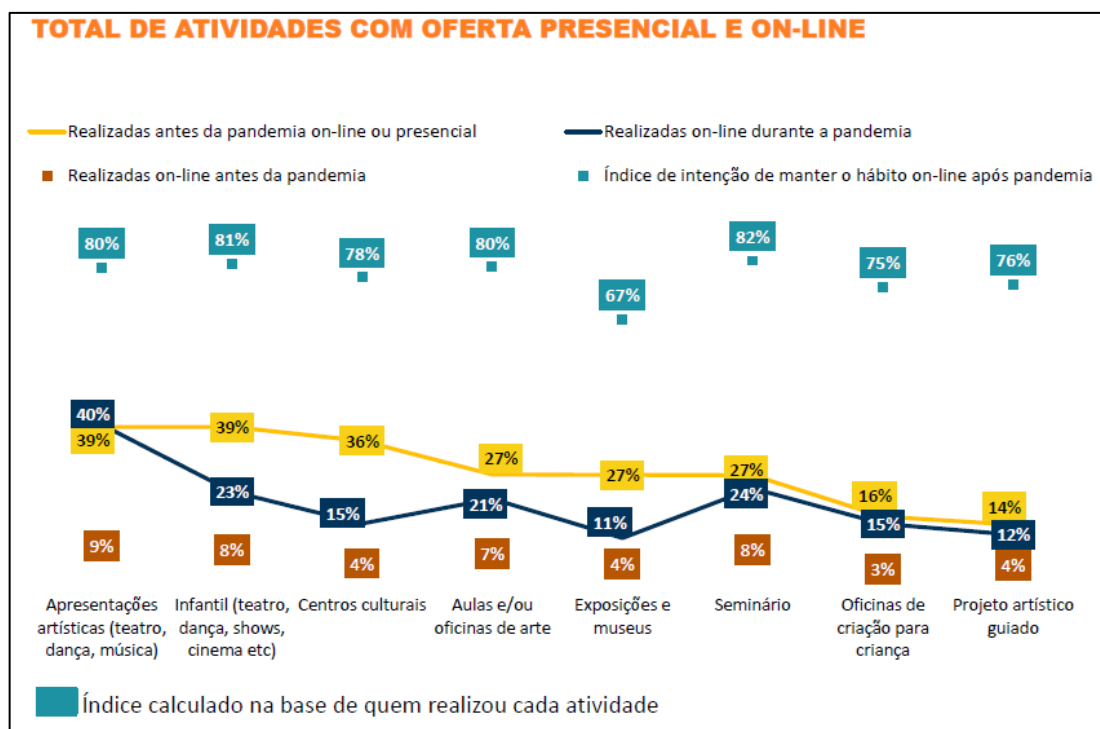 TOTAL DE ATIVIDADES COM OFERTA PRESENCIAL E ON-LINE
Realizadas antes da pandemia on-line ou presencial
Realizadas on-line durante a pandemia
Realizadas on-line antes da pandemia
Índice de intenção de manter o hábito on-line após pandemia
80% 81% 78% 80% 67% 82% 75% 76%
39% 39% 36% 27% 27% 27% 16% 14%
40% 23% 15% 21% 11% 24% 15% 12%
9% 8% 4% 7% 4% 8% 3% 4%
Apresentações
artísticas (teatro,
dança, música)
Infantil (teatro,
dança, shows,
cinema etc)
Centros culturais
Aulas e/ou
oficinas de arte
Exposições e
museus
Seminário
Oficinas de
criação para
criança
Projeto artístico
guiado
Índice calculado na base de quem realizou cada atividade